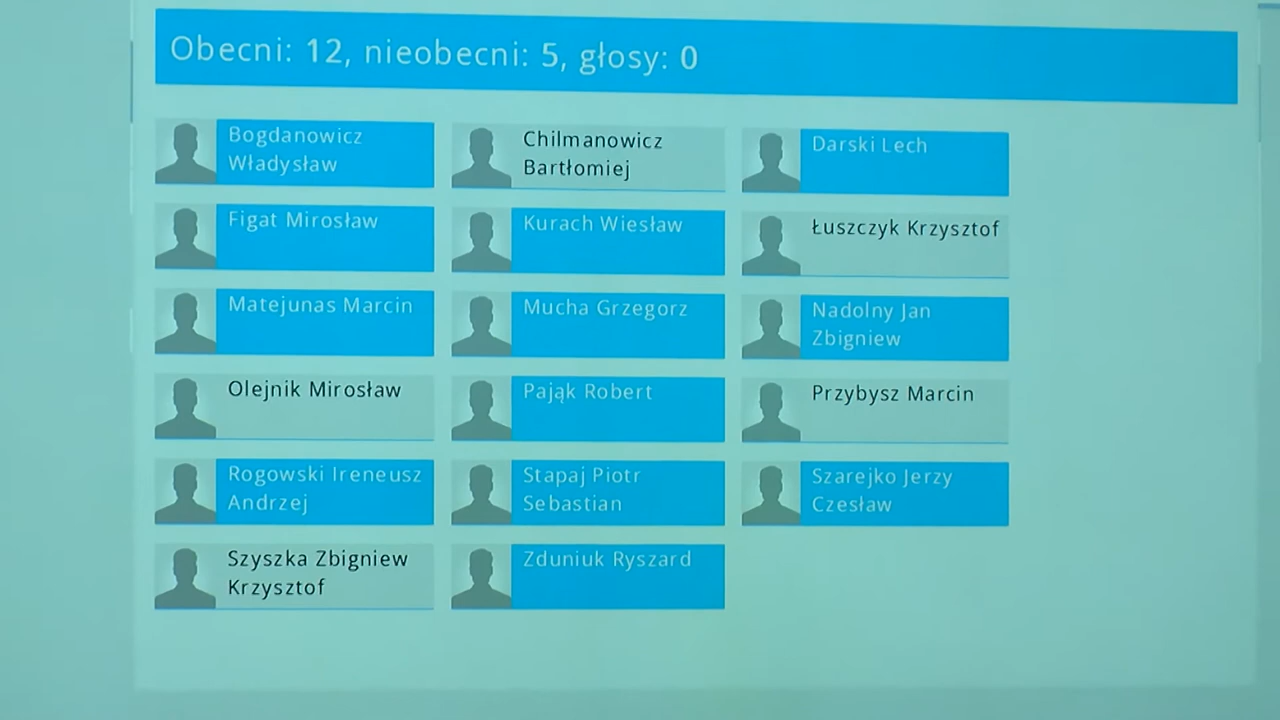 Obecni: 12, nieobecni: 5, głosy: 0
Bogdanowicz
Władysław
Chilmanowicz
Bartłomiej
Darski Lech
Figat Mirosław
Kurach Wiesław
Łuszczyk Krzysztof
Matejunas Marcin
Mucha Grzegorz
Nadolny Jan
Zbigniew
Olejnik Mirosław
Pająk Robert
Przybysz Marcin
Rogowski Ireneusz
Andrzej
Stapaj Piotr
Sebastian
Szarejko Jerzy
Czesław
Szyszka Zbigniew
Krzysztof
Zduniuk Ryszard